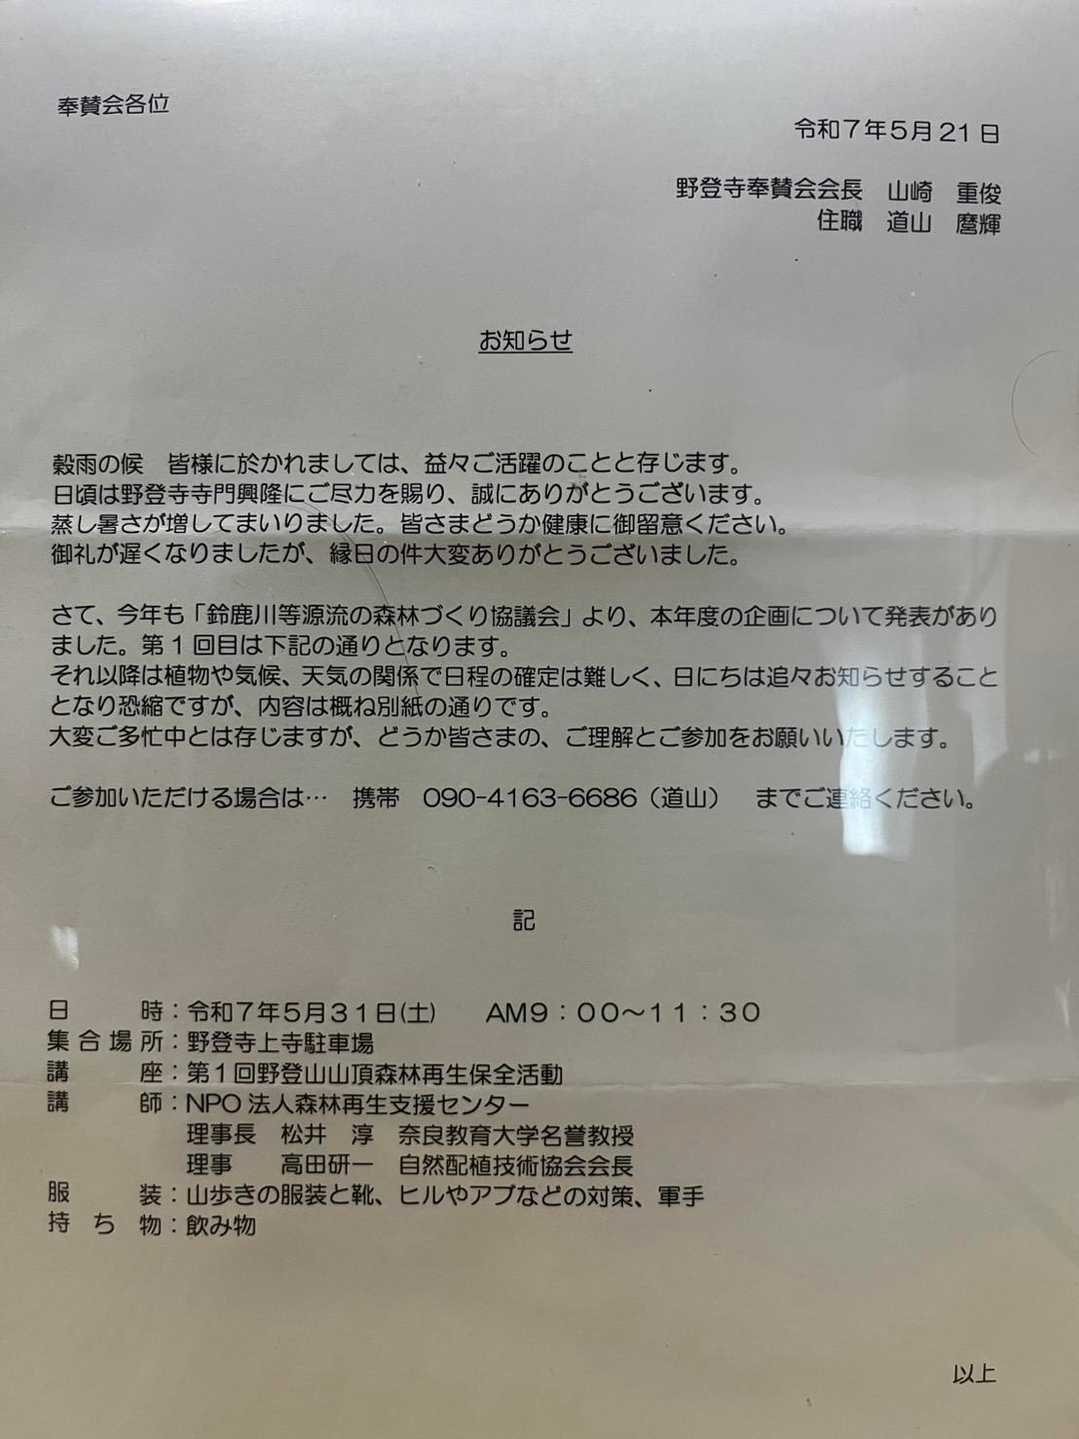 奉賛会各位
令和７年５月２１日
野登寺奉賛会会長　山崎　重俊
住職　道山　麿輝
お知らせ
穀雨の候　皆様に於かれましては、益々ご活躍のことと存じます。
日頃は野登寺寺門興隆にご尽力を賜り、誠にありがとうございます。
蒸し暑さが増してまいりました。皆さまどうか健康に御留意ください。
御礼が遅くなりましたが、縁日の件大変ありがとうございました。
さて、今年も「鈴鹿川等源流の森林づくり協議会」より、本年度の企画について発表があり
ました。第１回目は下記の通りとなります。
それ以降は植物や気候、天気の関係で日程の確定は難しく、日にちは追々お知らせすること
となり恐縮ですが、内容は概ね別紙の通りです。
大変ご多忙中とは存じますが、どうか皆さまの、ご理解とご参加をお願いいたします。
ご参加いただける場合は…　携帯　090-4163-6686（道山）　までご連絡ください。
記
日　　時：令和７年５月３１日(土)　　ＡＭ９：００～１１：３０
集合場所：野登寺上寺駐車場
講　　座：第１回野登山山頂森林再生保全活動
講　　師：NPO 法人森林再生支援センター
理事長　松井　淳　奈良教育大学名誉教授
理事　　高田研一　自然配植技術協会会長
服　　装：山歩きの服装と靴、ヒルやアブなどの対策、軍手
持 ち 物：飲み物
以上